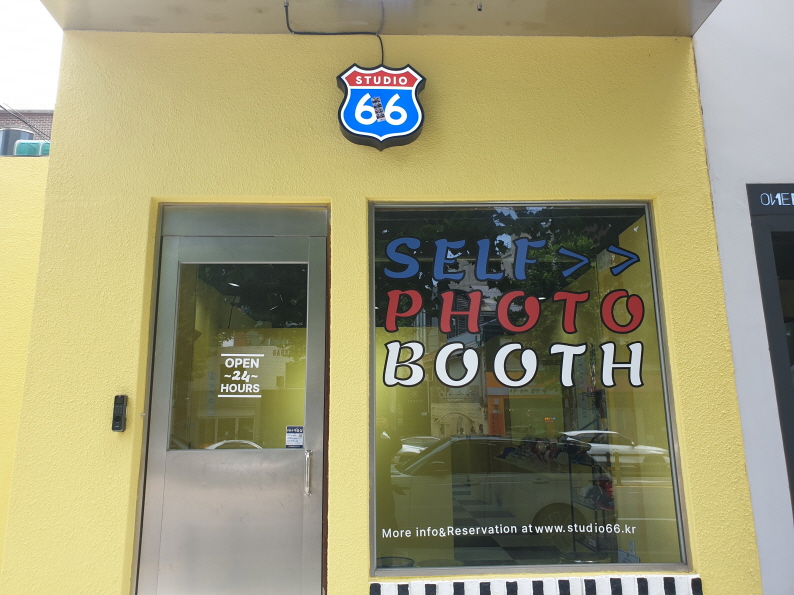 STUDIO
66
SELF>>
PHOTO
BOOTH
OPEN
~24~
HOURS
More info&Reservation at www.studio66.kr